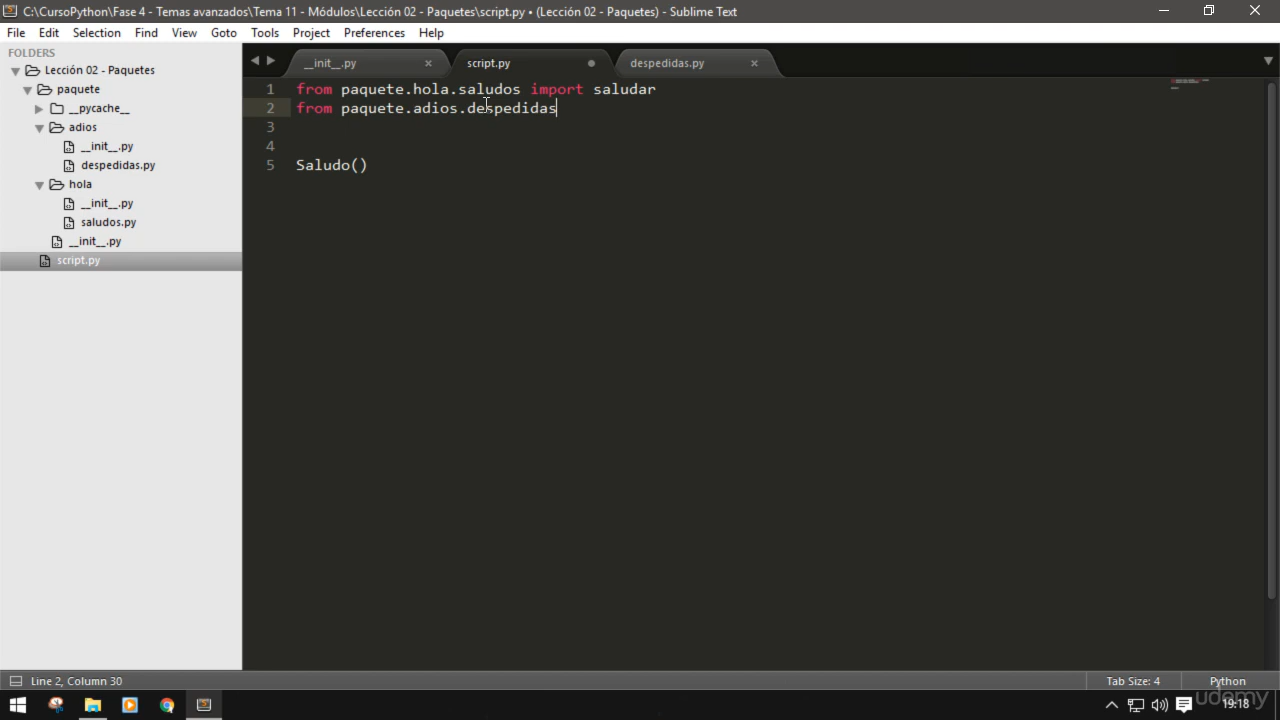 C:\CursoPython\Fase 4 - Temas avanzados\Tema 11 - Módulos\Lección 02 - Paquetes\script.py • (Lección 02 - Paquetes) - Sublime Text
File Edit Selection Find View Goto Tools Project Preferences Help
FOLDERS
Lección 02 - Paquetes
paquete
__pycache__
adios
__init__.py
despedidas.py
hola
__init__.py
saludos.py
__init__.py
script.py
__init__.py script.py despedidas.py
1 from paquete.hola.saludos import saludar
2 from paquete.adios.despedidas
3
4
5 Saludo()
Line 2, Column 30 Tab Size: 4 Python
19:18
udemy